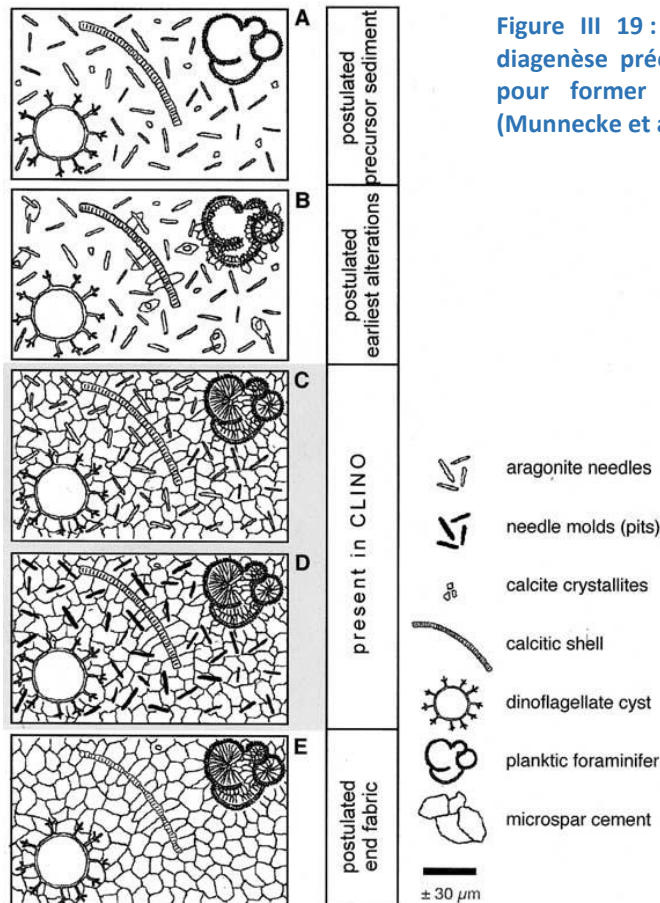 Figure III 19 :
diagenèse
pour former
(Munnecke et
A
postulated
precursor sediment
B
postulated
earliest alterations
C
present in CLINO
D
E
postulated
end fabric
aragonite needles
needle molds (pits)
calcite crystallites
calcitic shell
dinoflagellate cyst
planktic foraminifer
microspar cement
± 30 µm